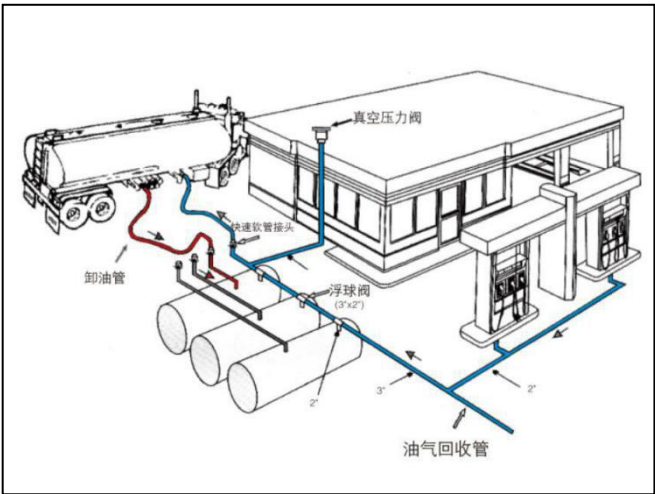 真空压力阀
快速软管接头
卸油管
浮球阀
(3"x2")
2"
3"
2"
油气回收管